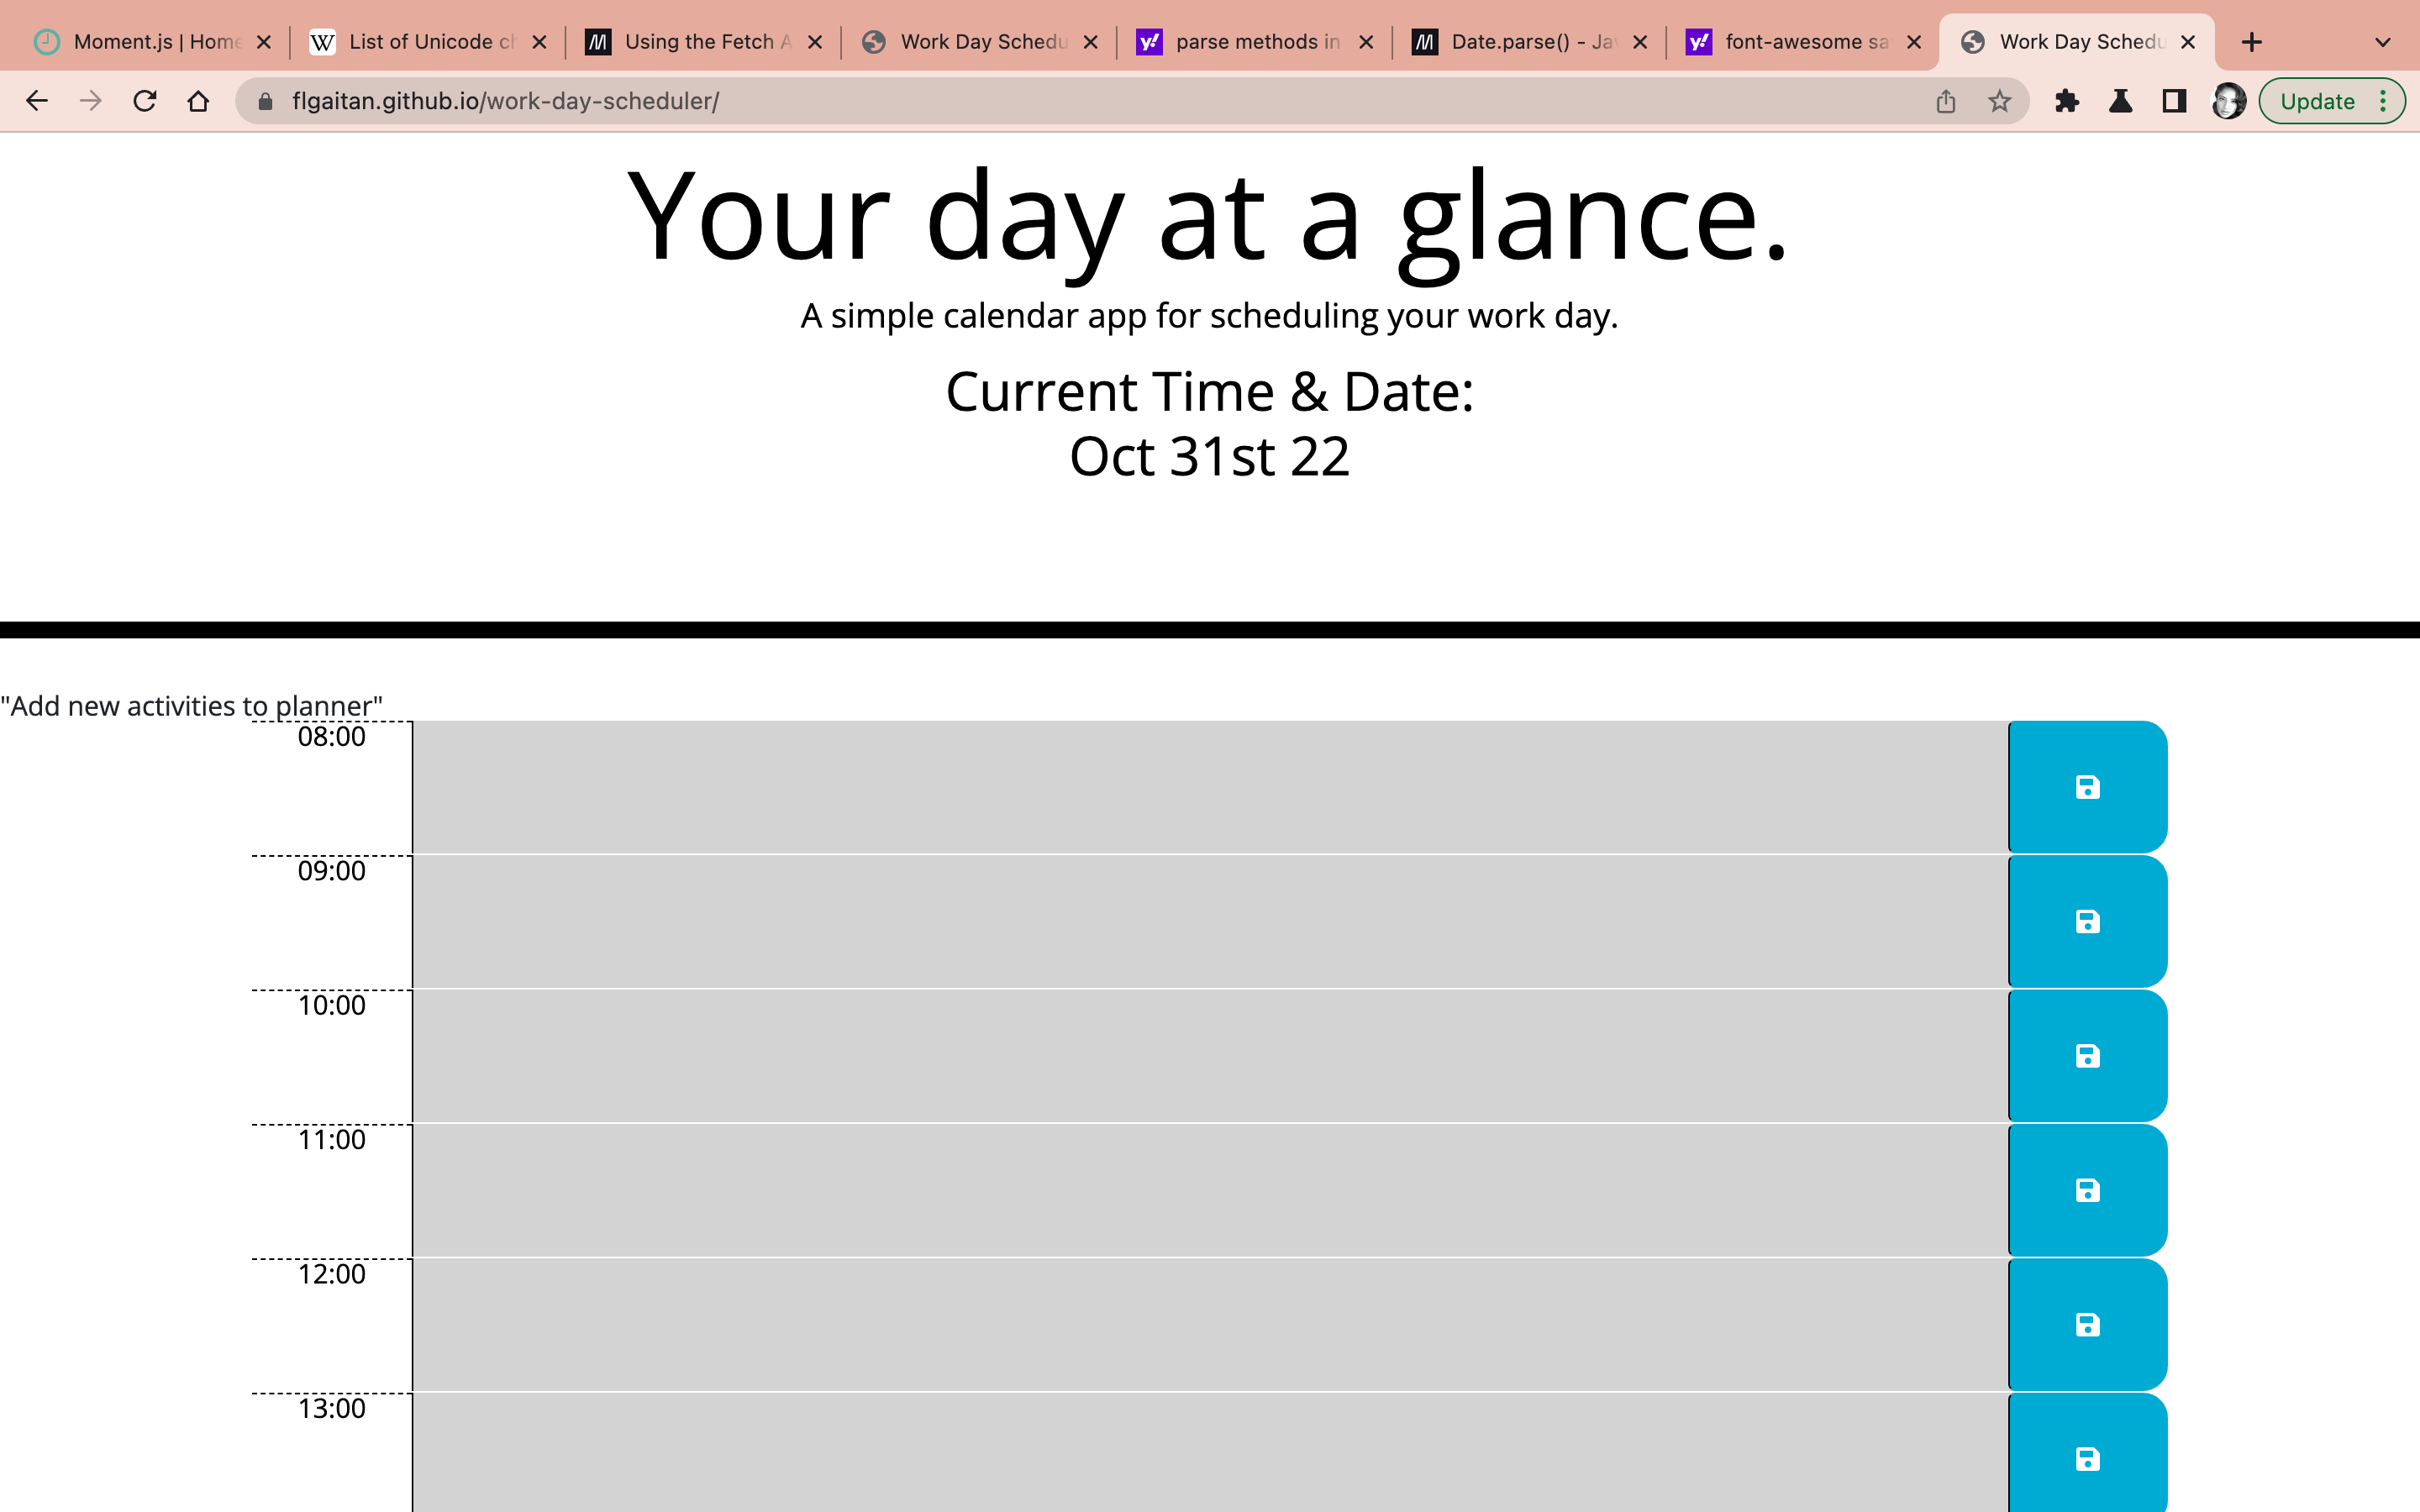 Moment.js | Home
List of Unicode ch
Using the Fetch A
Work Day Schedu
parse methods in
Date.parse() - Jav
font-awesome sa
Work Day Schedu
flgaitan.github.io/work-day-scheduler/
Update
Your day at a glance.
A simple calendar app for scheduling your work day.
Current Time & Date:
Oct 31st 22
"Add new activities to planner"
08:00
09:00
10:00
11:00
12:00
13:00